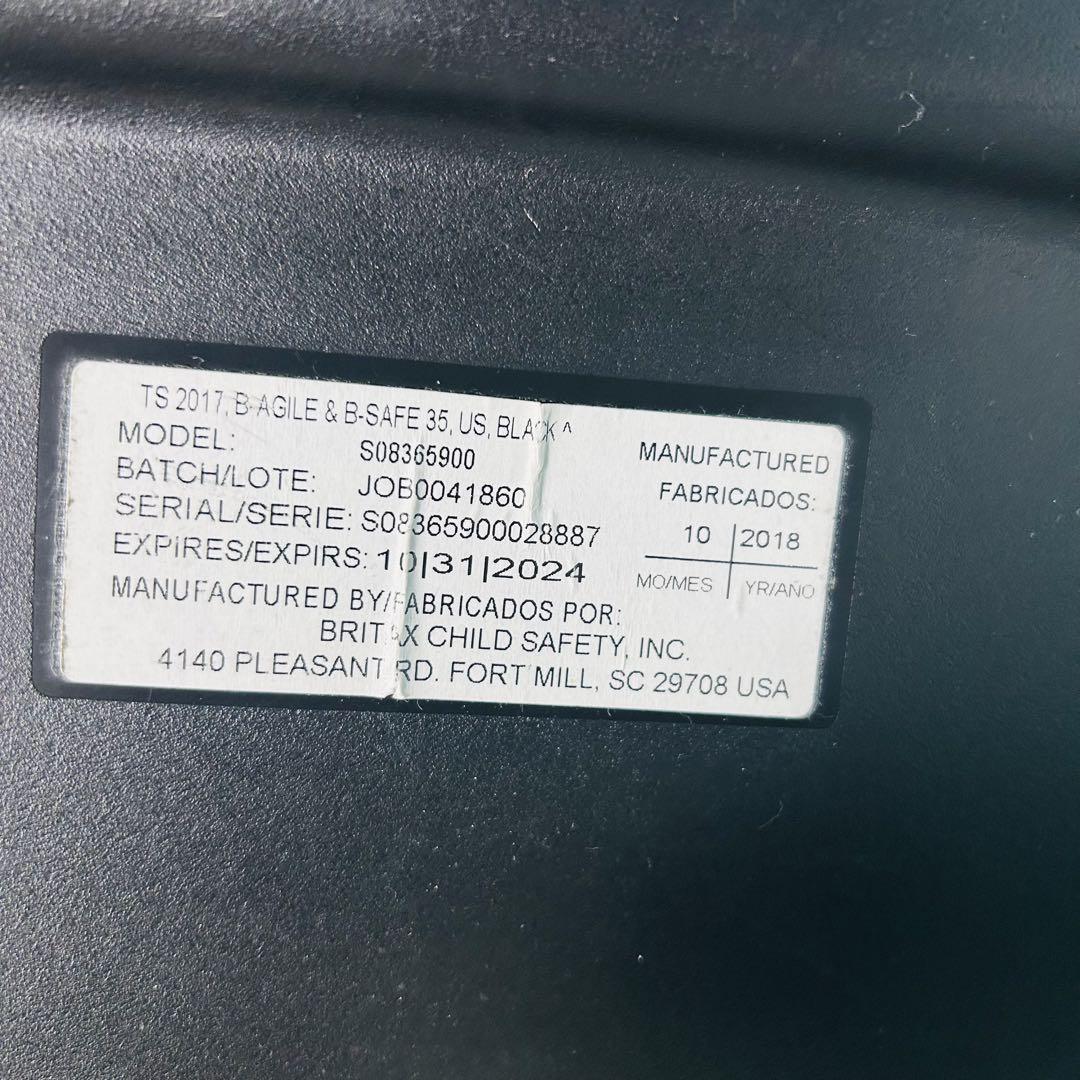 TS 2017, B-AGILE & B-SAFE 35, US, BLACK ^
MODEL: S08365900
BATCH/LOTE: JOB0041860
SERIAL/SERIE: S08365900028887
EXPIRES/EXPIRS: 10|31|2024
MANUFACTURED BY/FABRICADOS POR:
BRITAX CHILD SAFETY, INC.
4140 PLEASANT RD. FORT MILL, SC 29708 USA
MANUFACTURED
FABRICADOS:
10 | 2018
MO/MES | YR/AÑO